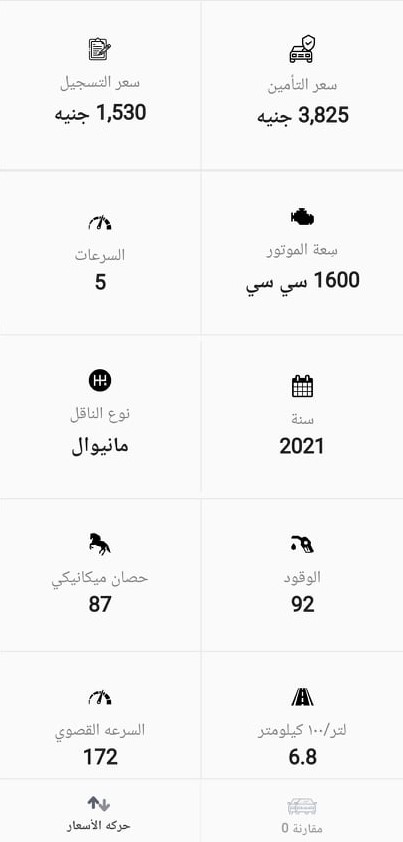 سعر التأمين
3,825 جنيه
سعر التسجيل
1,530 جنيه
سِعة الموتور
1600 سي سي
السرعات
5
سنة
2021
نوع الناقل
مانيوال
الوقود
92
حصان ميكانيكي
87
لتر/١٠٠ كيلومتر
6.8
السرعه القصوي
172
مقارنة 0
حركه الأسعار